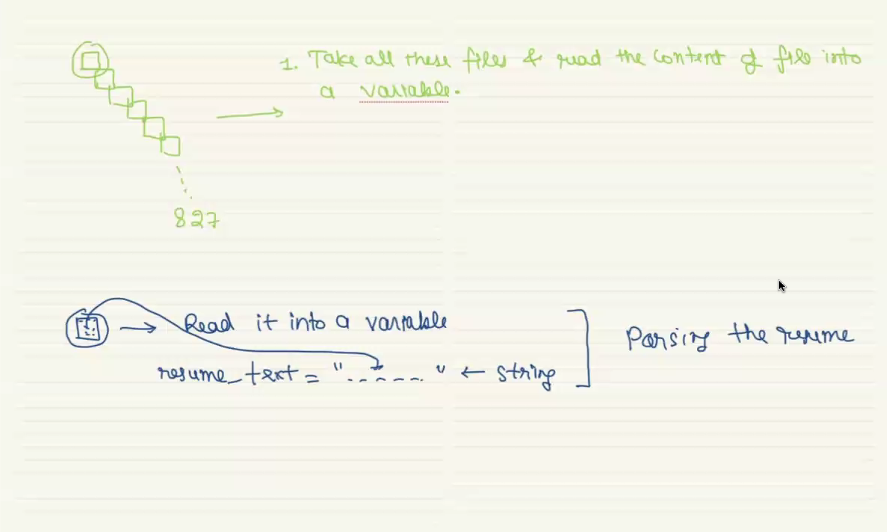 1. Take all these files & read the content of file into
a variable.
827
Read it into a variable
resume_text = "------" ← string
Parsing the resume